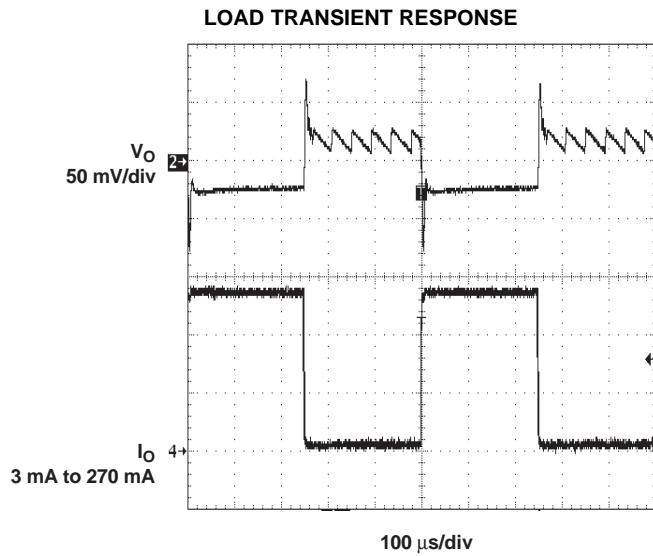 LOAD TRANSIENT RESPONSE
VO
50 mV/div
2
IO
4
3 mA to 270 mA
100 μs/div